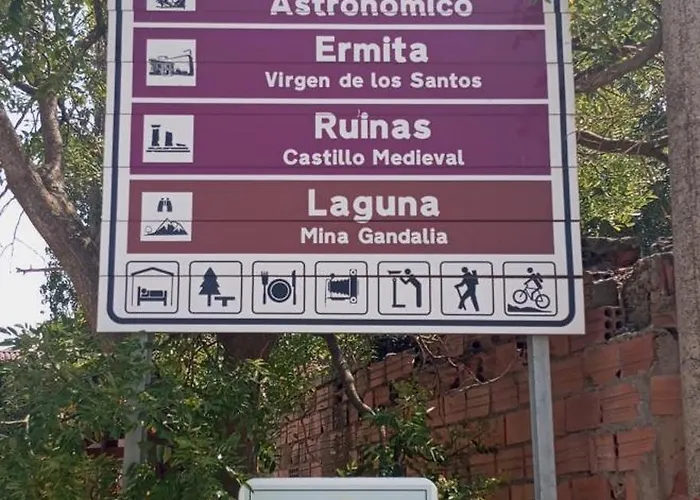 Astronómico
Ermita
Virgen de los Santos
Ruinas
Castillo Medieval
Laguna
Mina Gandalia